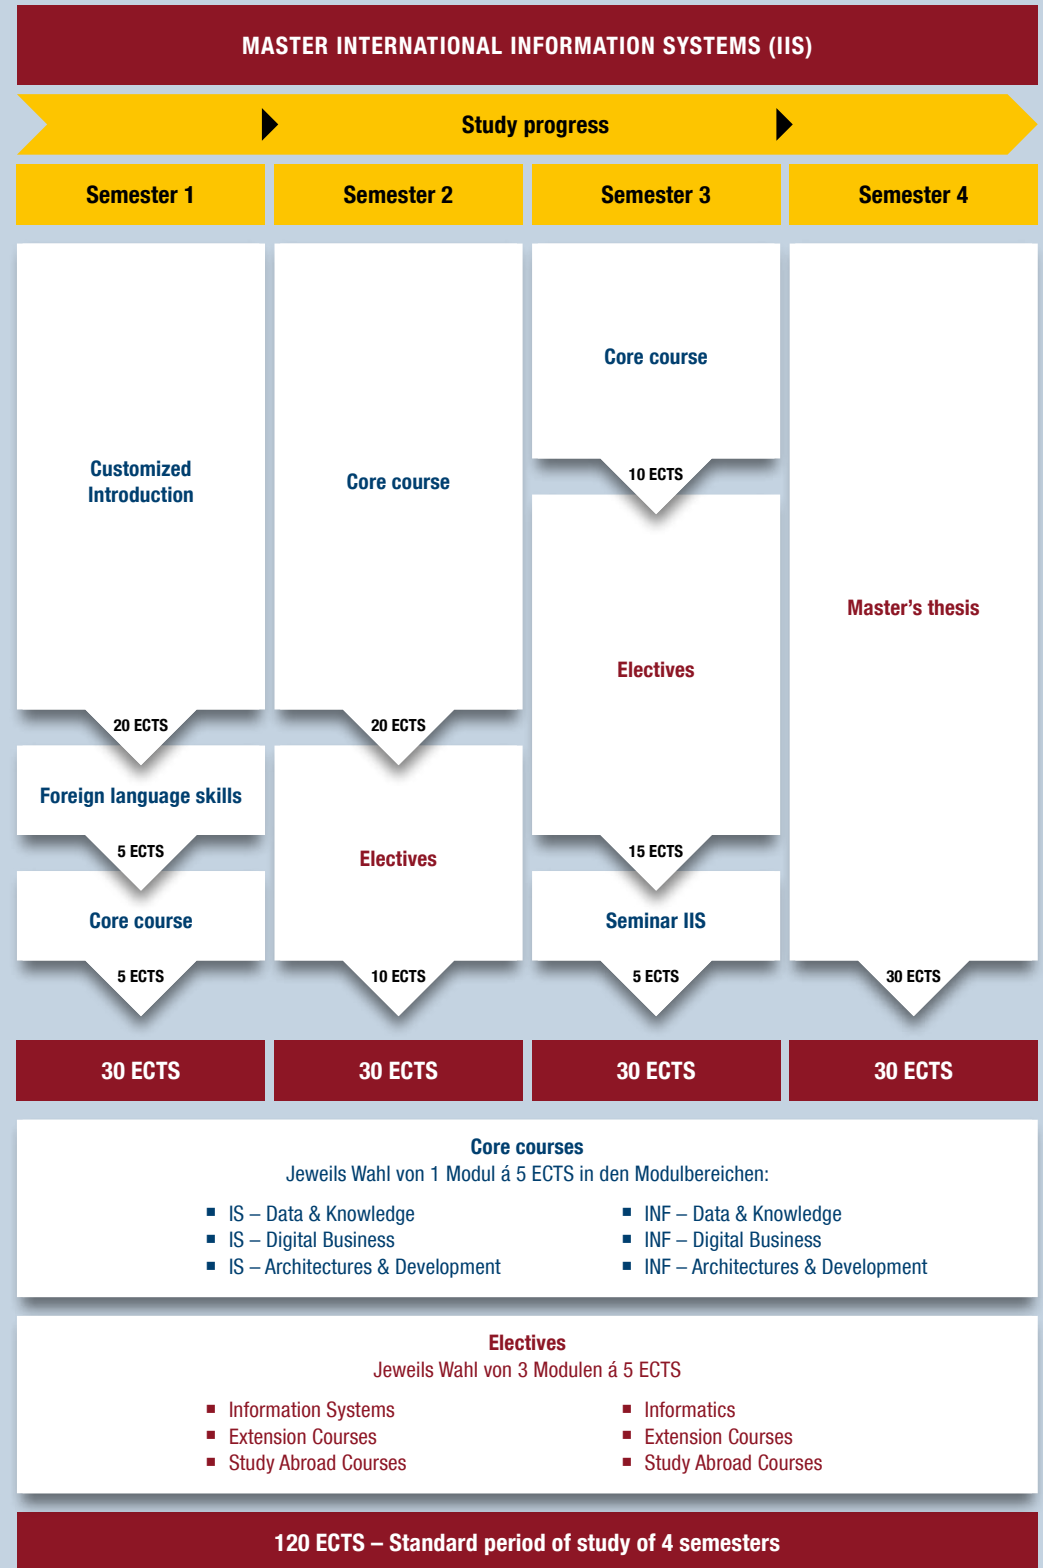 MASTER INTERNATIONAL INFORMATION SYSTEMS (IIS)
Study progress
Semester 1
Semester 2
Semester 3
Semester 4
Customized
Introduction
20 ECTS
Foreign language skills
5 ECTS
Core course
5 ECTS
Core course
20 ECTS
Electives
10 ECTS
Core course
10 ECTS
Electives
15 ECTS
Seminar IIS
5 ECTS
Master’s thesis
30 ECTS
30 ECTS
30 ECTS
30 ECTS
30 ECTS
Core courses
Jeweils Wahl von 1 Modul á 5 ECTS in den Modulbereichen:
IS – Data & Knowledge
IS – Digital Business
IS – Architectures & Development
INF – Data & Knowledge
INF – Digital Business
INF – Architectures & Development
Electives
Jeweils Wahl von 3 Modulen á 5 ECTS
Information Systems
Extension Courses
Study Abroad Courses
Informatics
Extension Courses
Study Abroad Courses
120 ECTS – Standard period of study of 4 semesters